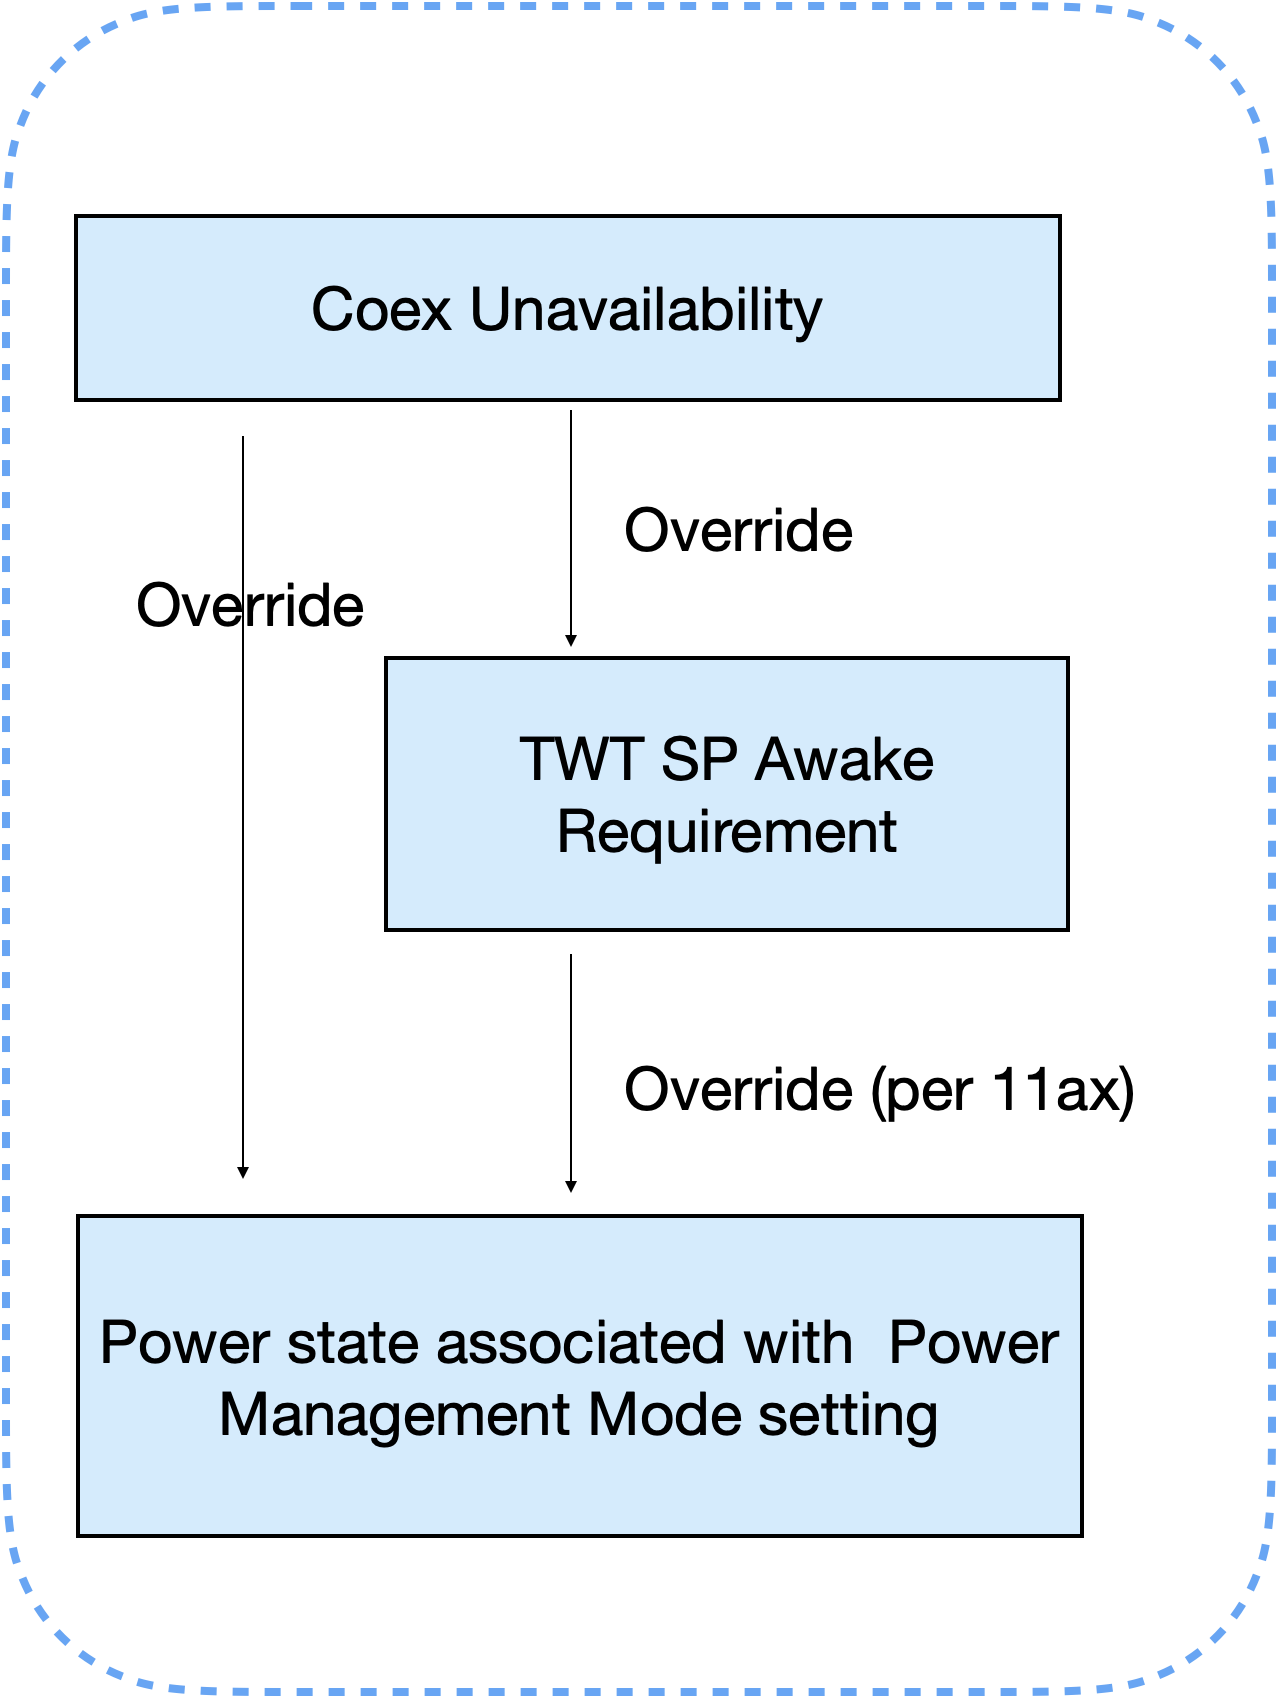 Coex Unavailability
Override
Override
TWT SP Awake
Requirement
Override (per 11ax)
Power state associated with  Power
Management Mode setting